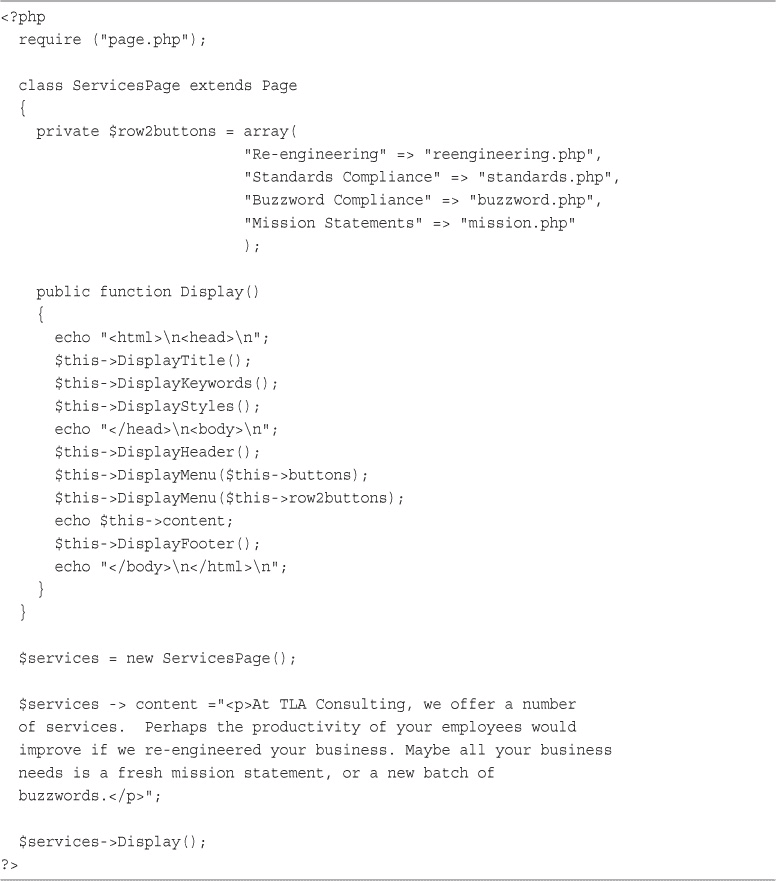 <?php
  require ("page.php");

  class ServicesPage extends Page
  {
    private $row2buttons = array(
                           "Re-engineering" => "reengineering.php",
                           "Standards Compliance" => "standards.php",
                           "Buzzword Compliance" => "buzzword.php",
                           "Mission Statements" => "mission.php"
                           );

    public function Display()
    {
      echo "<html>\n<head>\n";
      $this->DisplayTitle();
      $this->DisplayKeywords();
      $this->DisplayStyles();
      echo "</head>\n<body>\n";
      $this->DisplayHeader();
      $this->DisplayMenu($this->buttons);
      $this->DisplayMenu($this->row2buttons);
      echo $this->content;
      $this->DisplayFooter();
      echo "</body>\n</html>\n";
    }
  }

  $services = new ServicesPage();

  $services -> content ="<p>At TLA Consulting, we offer a number
  of services.  Perhaps the productivity of your employees would
  improve if we re-engineered your business. Maybe all your business
  needs is a fresh mission statement, or a new batch of
  buzzwords.</p>";

  $services->Display();
?>